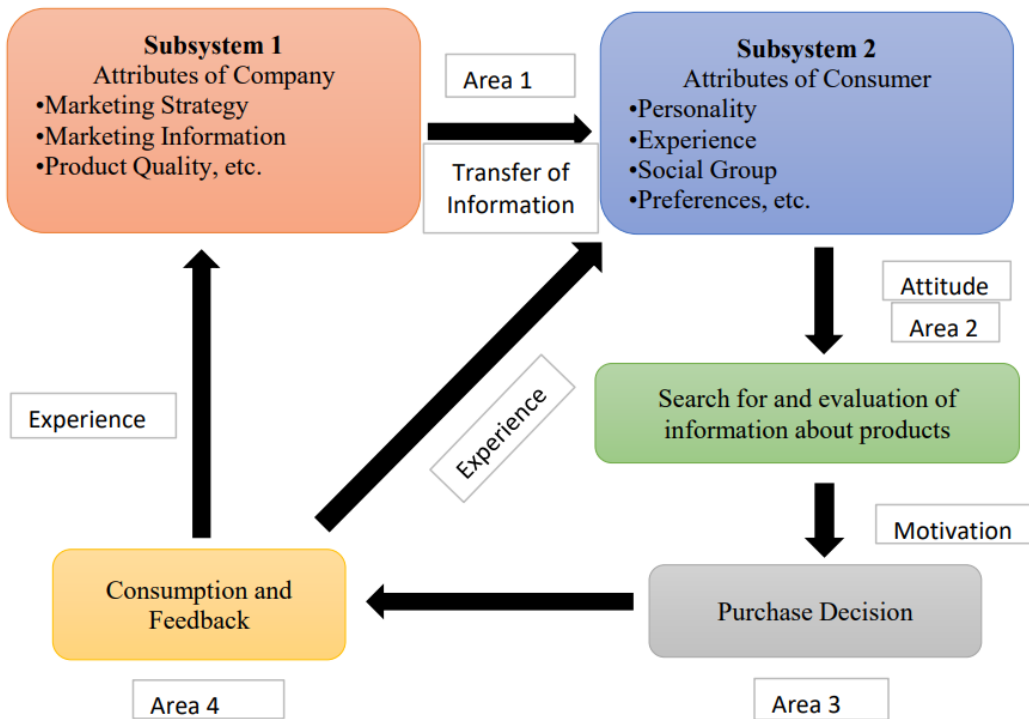 Subsystem 1
Attributes of Company
•Marketing Strategy
•Marketing Information
•Product Quality, etc.
Area 1
Transfer of
Information
Subsystem 2
Attributes of Consumer
•Personality
•Experience
•Social Group
•Preferences, etc.
Attitude
Area 2
Search for and evaluation of
information about products
Motivation
Experience
Experience
Consumption and
Feedback
Purchase Decision
Area 4
Area 3